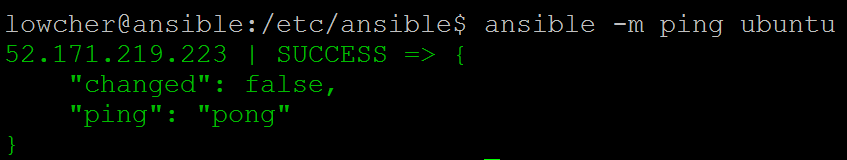 lowcher@ansible:/etc/ansible$ ansible -m ping ubuntu
52.171.219.223 | SUCCESS => {
    "changed": false,
    "ping": "pong"
}